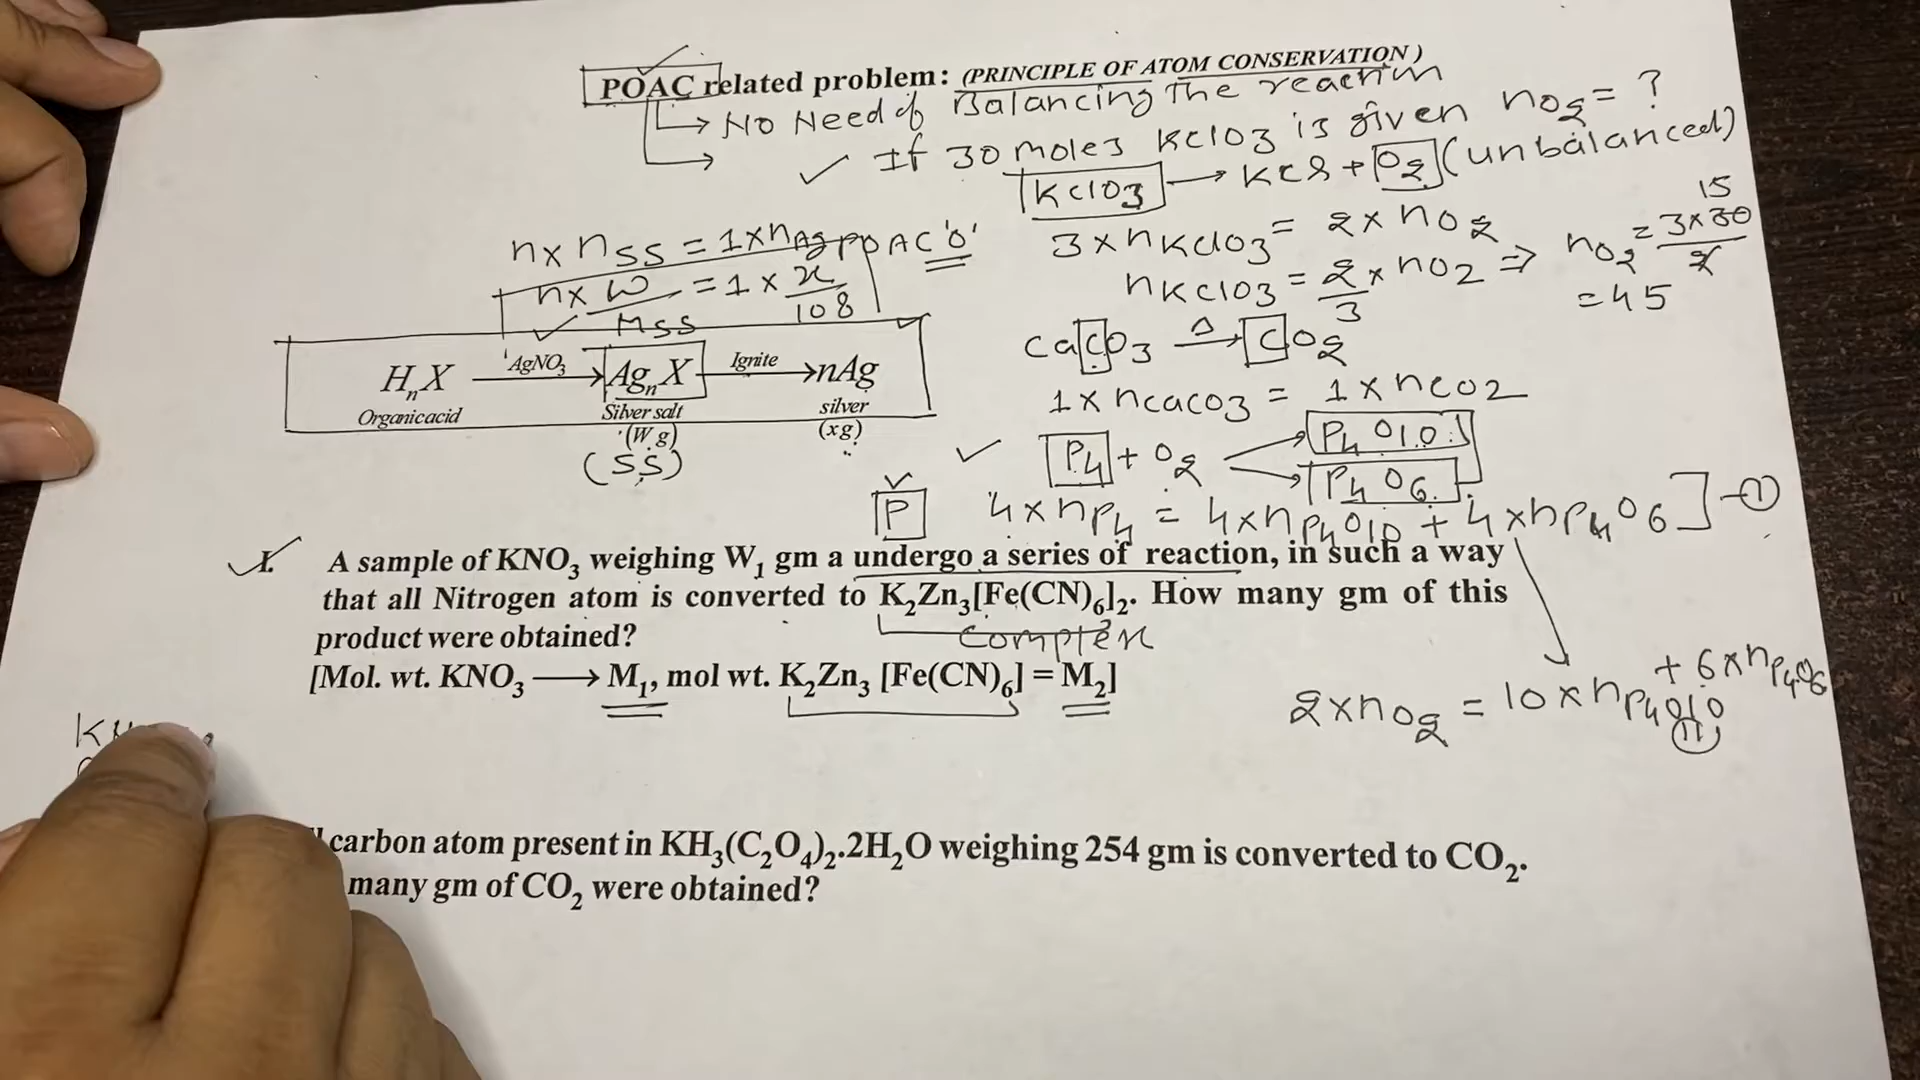 POAC related problem: (PRINCIPLE OF ATOM CONSERVATION)
→ No Need of Balancing The reaction
→ ✓ If 30 moles KClO3 is given nO2 = ?
KClO3 → KCl + O2 (unbalanced)
3 × nKClO3 = 2 × nO2
nKClO3 = 2/3 × nO2 ⇒ nO2 = 3×30/2
15
= 45
n × nSS = 1 × nAg POAC 'O'
n × W/MSS = 1 × x/108
HnX —AgNO3→ AgnX —Ignite→ nAg
Organic acid Silver salt silver
(W g) (xg)
(SS)
CaCO3 —Δ→ CO2
1 × nCaCO3 = 1 × nCO2
✓ P4 + O2 → P4O10
→ P4O6
P 4 × nP4 = 4 × nP4O10 + 4 × nP4O6 ] – (1)
1. A sample of KNO3 weighing W1 gm a undergo a series of reaction, in such a way
that all Nitrogen atom is converted to K2Zn3[Fe(CN)6]2. How many gm of this
product were obtained?
Complex
[Mol. wt. KNO3 → M1, mol wt. K2Zn3 [Fe(CN)6] = M2]
2 × nO2 = 10 × nP4O10 + 6 × nP4O6
(11)
carbon atom present in KH3(C2O4)2.2H2O weighing 254 gm is converted to CO2.
many gm of CO2 were obtained?